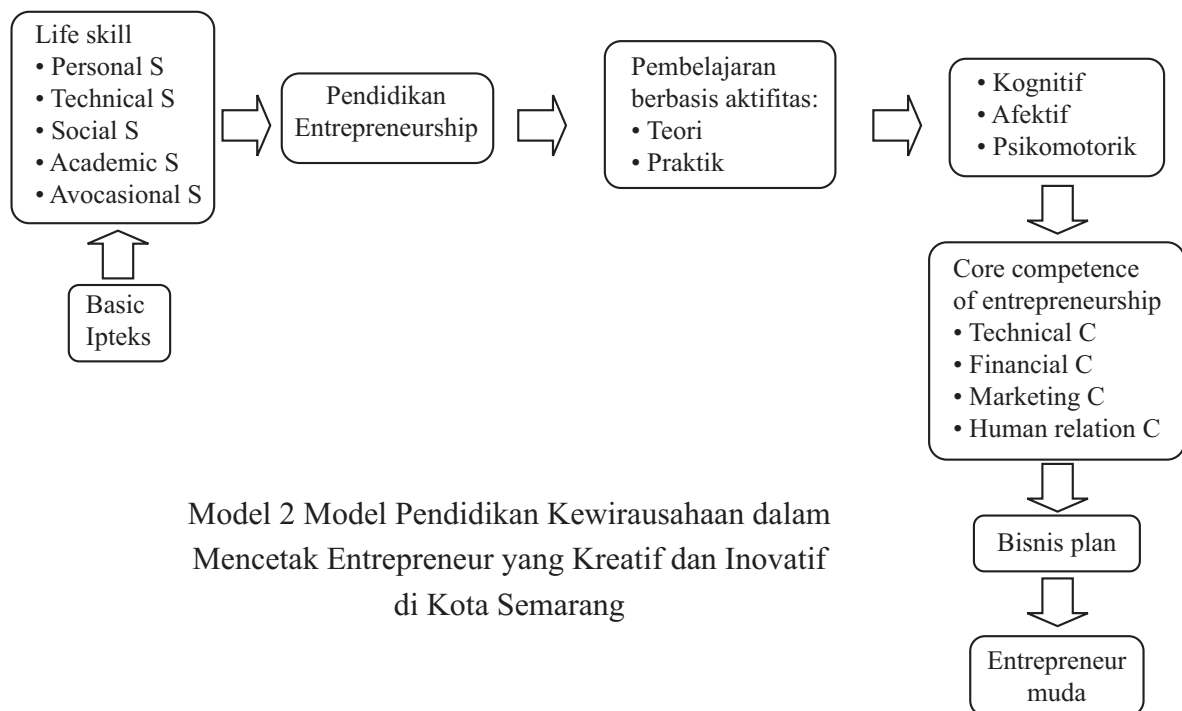 Life skill
• Personal S
• Technical S
• Social S
• Academic S
• Avocasional S
Basic
Ipteks
Pendidikan
Entrepreneurship
Pembelajaran
berbasis aktifitas:
• Teori
• Praktik
• Kognitif
• Afektif
• Psikomotorik
Core competence
of entrepreneurship
• Technical C
• Financial C
• Marketing C
• Human relation C
Bisnis plan
Entrepreneur
muda
Model 2 Model Pendidikan Kewirausahaan dalam
Mencetak Entrepreneur yang Kreatif dan Inovatif
di Kota Semarang